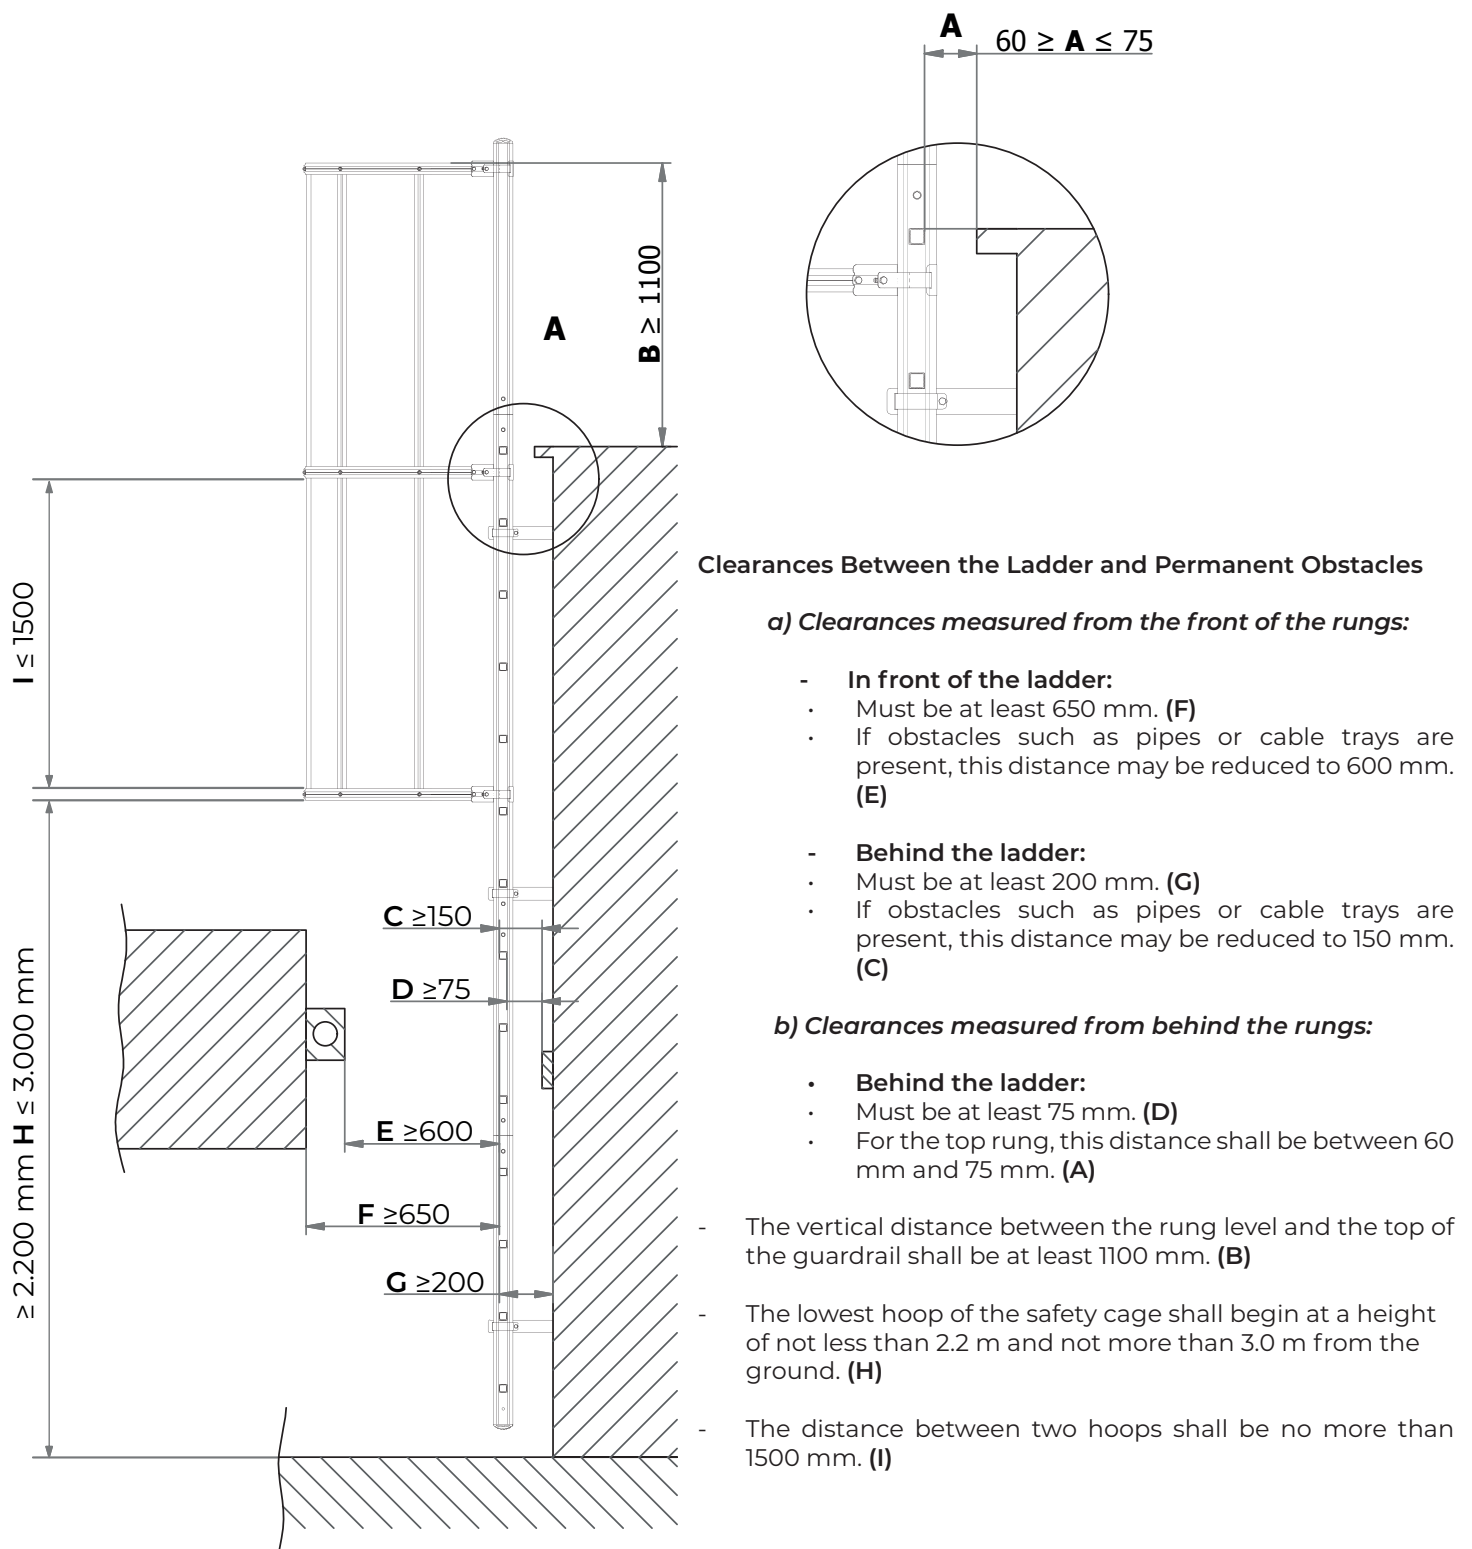 A
60 ≥ A ≤ 75
B ≥ 1100
A
I ≤ 1500
C ≥150
D ≥75
≥ 2.200 mm H ≤ 3.000 mm
E ≥600
F ≥650
G ≥200
Clearances Between the Ladder and Permanent Obstacles
a) Clearances measured from the front of the rungs:
- In front of the ladder:
· Must be at least 650 mm. (F)
· If obstacles such as pipes or cable trays are
present, this distance may be reduced to 600 mm.
(E)
- Behind the ladder:
· Must be at least 200 mm. (G)
· If obstacles such as pipes or cable trays are
present, this distance may be reduced to 150 mm.
(C)
b) Clearances measured from behind the rungs:
· Behind the ladder:
· Must be at least 75 mm. (D)
· For the top rung, this distance shall be between 60
mm and 75 mm. (A)
- The vertical distance between the rung level and the top of
the guardrail shall be at least 1100 mm. (B)
- The lowest hoop of the safety cage shall begin at a height
of not less than 2.2 m and not more than 3.0 m from the
ground. (H)
- The distance between two hoops shall be no more than
1500 mm. (I)